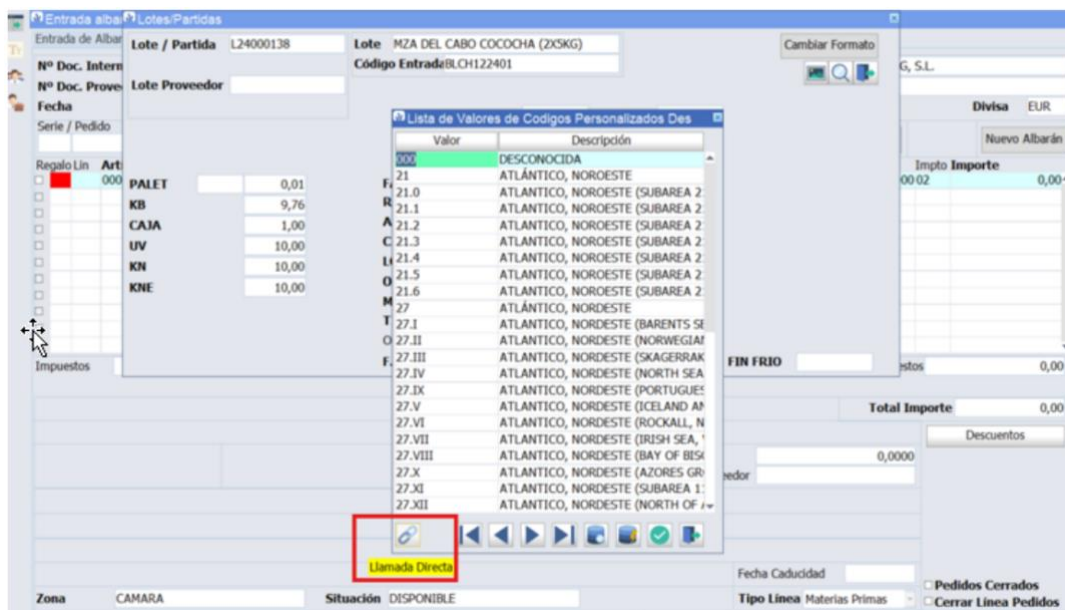 Entrada alba
Lotes/Partidas
Entrada de Albar
Lote / Partida L24000138
Lote MZA DEL CABO COCOCHA (2X5KG)
Cambiar Formato
Nº Doc. Intern
Código Entrada BLCH122401
G, S.L.
Nº Doc. Prove
Lote Proveedor
Fecha
Divisa EUR
Serie / Pedido
Nuevo Albarán
Lista de Valores de Codigos Personalizados Des
Valor Descripción
Regalo Lin Art
Impto Importe
000 DESCONOCIDA
000
00 02 0,00
21 ATLÁNTICO, NOROESTE
PALET 0,01
21.0 ATLANTICO, NOROESTE (SUBAREA 2
KB 9,76
21.1 ATLANTICO, NOROESTE (SUBAREA 2
CAJA 1,00
21.2 ATLANTICO, NOROESTE (SUBAREA 2
UV 10,00
21.3 ATLANTICO, NOROESTE (SUBAREA 2
KN 10,00
21.4 ATLANTICO, NOROESTE (SUBAREA 2
KNE 10,00
21.5 ATLANTICO, NOROESTE (SUBAREA 2
21.6 ATLANTICO, NOROESTE (SUBAREA 2
27 ATLÁNTICO, NORDESTE
27.I ATLANTICO, NORDESTE (BARENTS SE
27.II ATLANTICO, NORDESTE (NORWEGIAN
27.III ATLANTICO, NORDESTE (SKAGERRAK
FIN FRIO
Impuestos
estos 0,00
27.IV ATLANTICO, NORDESTE (NORTH SEA
27.IX ATLANTICO, NORDESTE (PORTUGUES
27.V ATLANTICO, NORDESTE (ICELAND AN
Total Importe 0,00
27.VI ATLANTICO, NORDESTE (ROCKALL, N
Descuentos
27.VII ATLANTICO, NORDESTE (IRISH SEA,
27.VIII ATLANTICO, NORDESTE (BAY OF BIS
0,0000
27.X ATLANTICO, NORDESTE (AZORES GR
eedor
27.XI ATLANTICO, NORDESTE (SUBAREA 1
27.XII ATLANTICO, NORDESTE (NORTH OF A
Llamada Directa
Fecha Caducidad
Pedidos Cerrados
Zona CAMARA
Situación DISPONIBLE
Tipo Línea Materias Primas
Cerrar Línea Pedidos